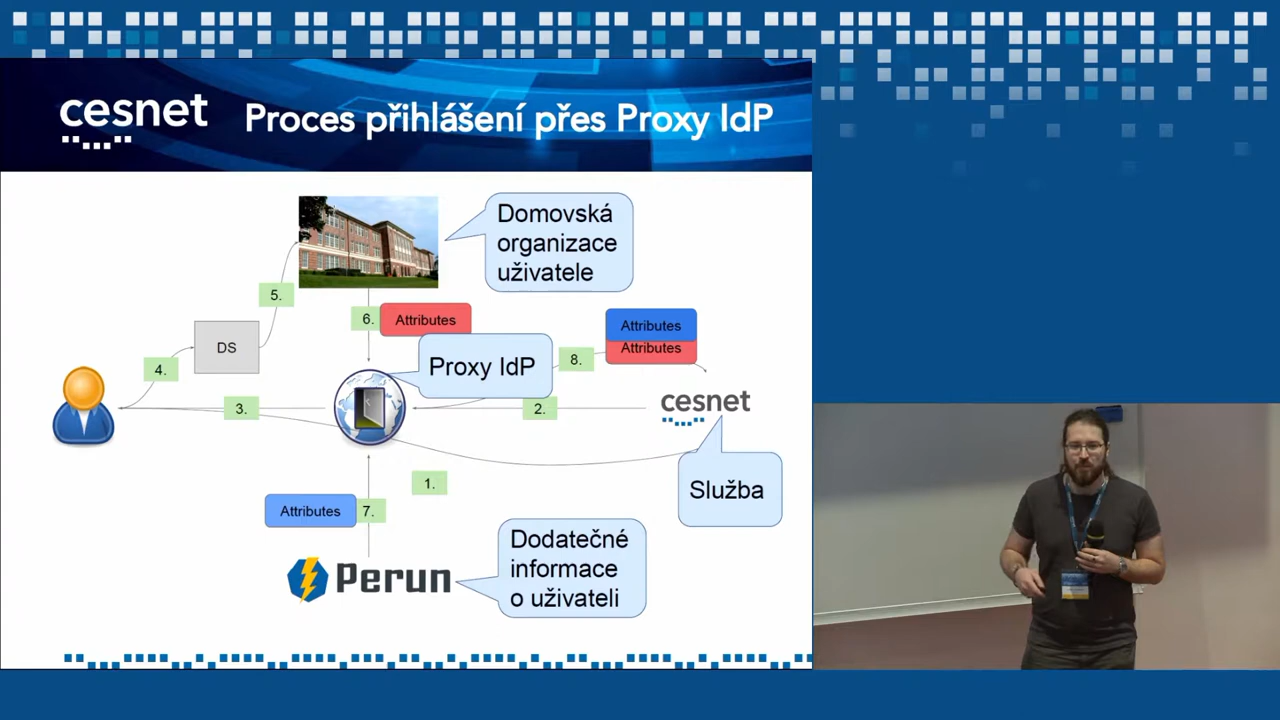 cesnet
Proces přihlášení přes Proxy IdP
Domovská
organizace
uživatele
5.
6.
Attributes
Attributes
Attributes
DS
Proxy IdP
8.
4.
3.
2.
cesnet
1.
Služba
Attributes
7.
Perun
Dodatečné
informace
o uživateli